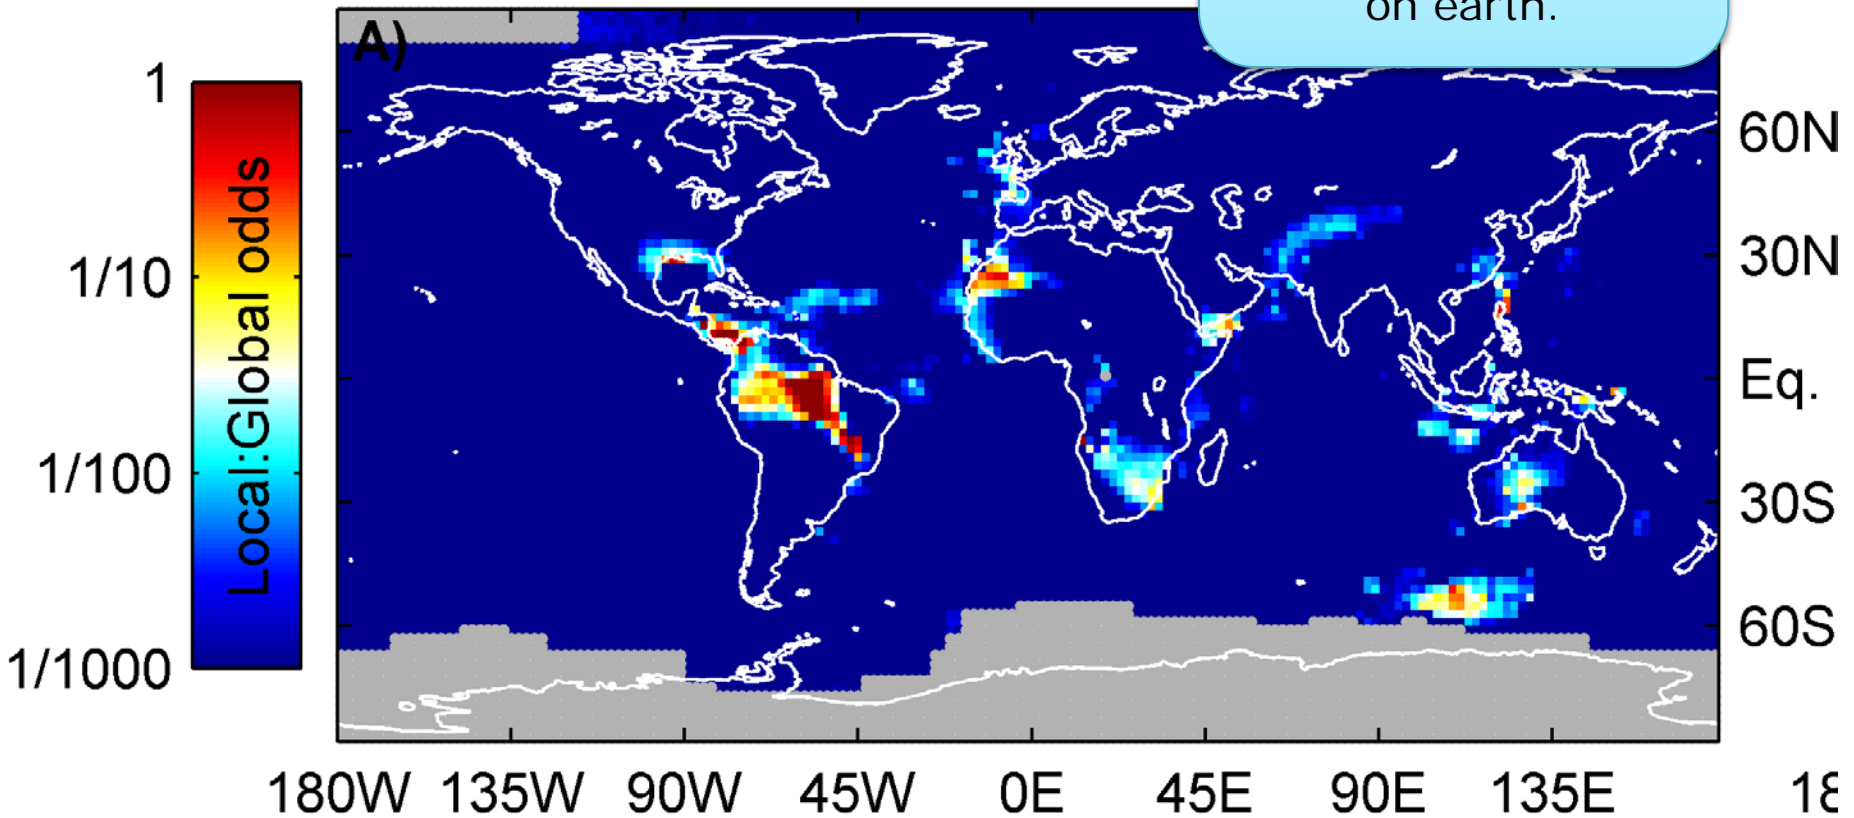 on earth.
A)
1
1/10
1/100
1/1000
Local:Global odds
60N
30N
Eq.
30S
60S
180W 135W 90W 45W 0E 45E 90E 135E 18